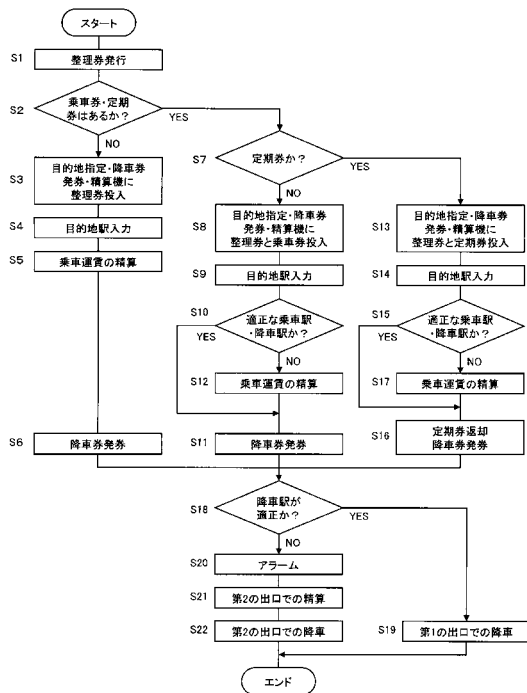 スタート
S1
整理券発行
S2
乗車券・定期
券はあるか？
YES
NO
S3
目的地指定・降車券
発券・精算機に
整理券投入
S4
目的地駅入力
S5
乗車運賃の精算
S6
降車券発券
S7
定期券か？
YES
NO
S8
目的地指定・降車券
発券・精算機に
整理券と乗車券投入
S9
目的地駅入力
S10
適正な乗車駅
・降車駅か？
YES
NO
S12
乗車運賃の精算
S11
降車券発券
S13
目的地指定・降車券
発券・精算機に
整理券と定期券投入
S14
目的地駅入力
S15
適正な乗車駅
・降車駅か？
YES
NO
S17
乗車運賃の精算
S16
定期券返却
降車券発券
S18
降車駅が
適正か？
YES
NO
S20
アラーム
S21
第2の出口での精算
S22
第2の出口での降車
S19
第1の出口での降車
エンド